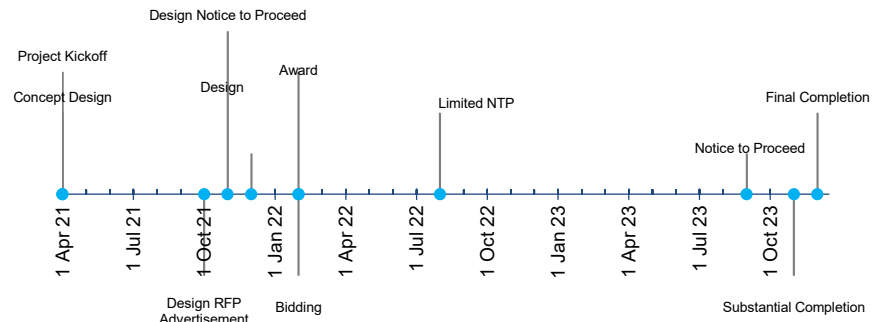 Design Notice to Proceed
Project Kickoff
Award
Concept Design
Design
Limited NTP
Final Completion
Notice to Proceed
1 Apr 21
1 Jul 21
1 Oct 21
1 Jan 22
1 Apr 22
1 Jul 22
1 Oct 22
1 Jan 23
1 Apr 23
1 Jul 23
1 Oct 23
Design RFP
Advertisement
Bidding
Substantial Completion